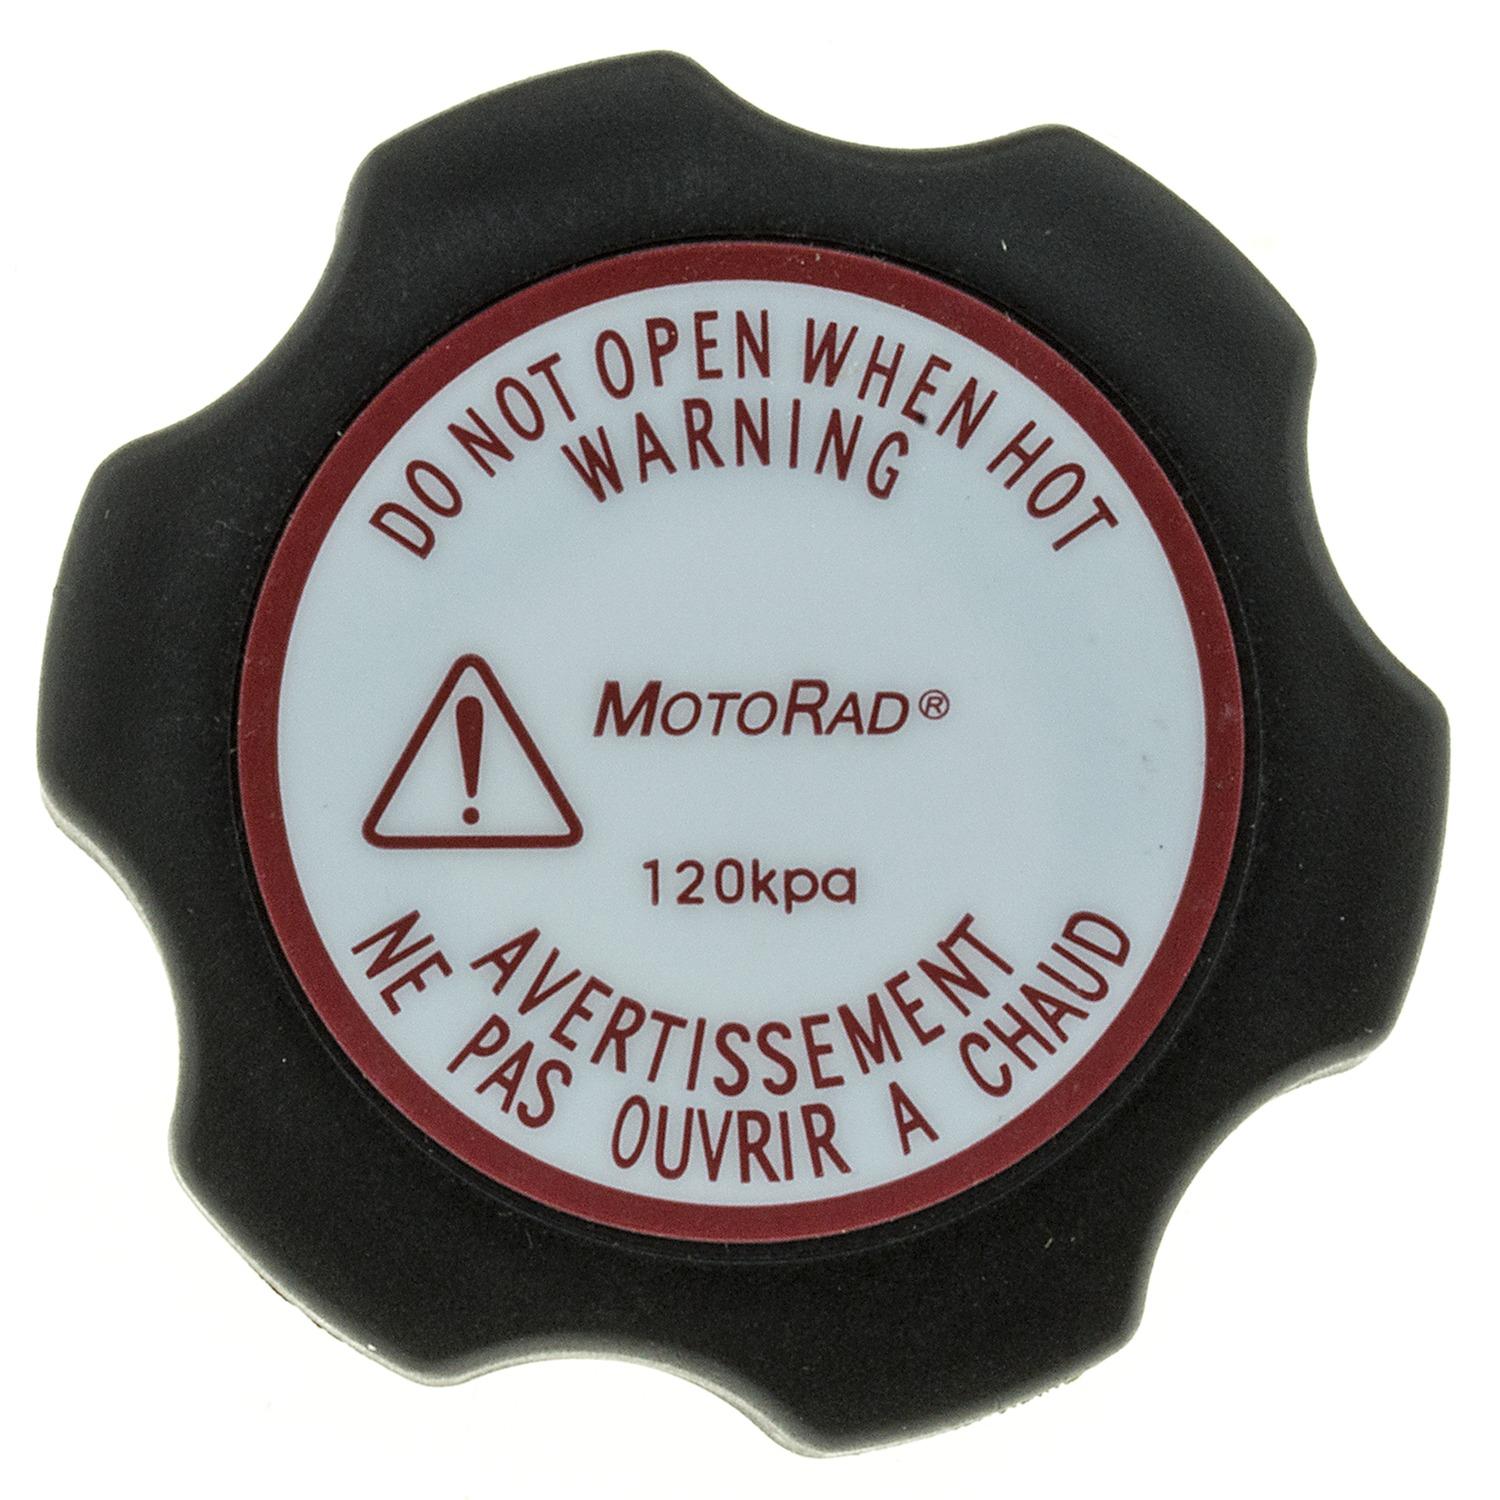 DO NOT OPEN WHEN HOT
WARNING
MOTORAD®
120kpa
AVERTISSEMENT
NE PAS OUVRIR A CHAUD